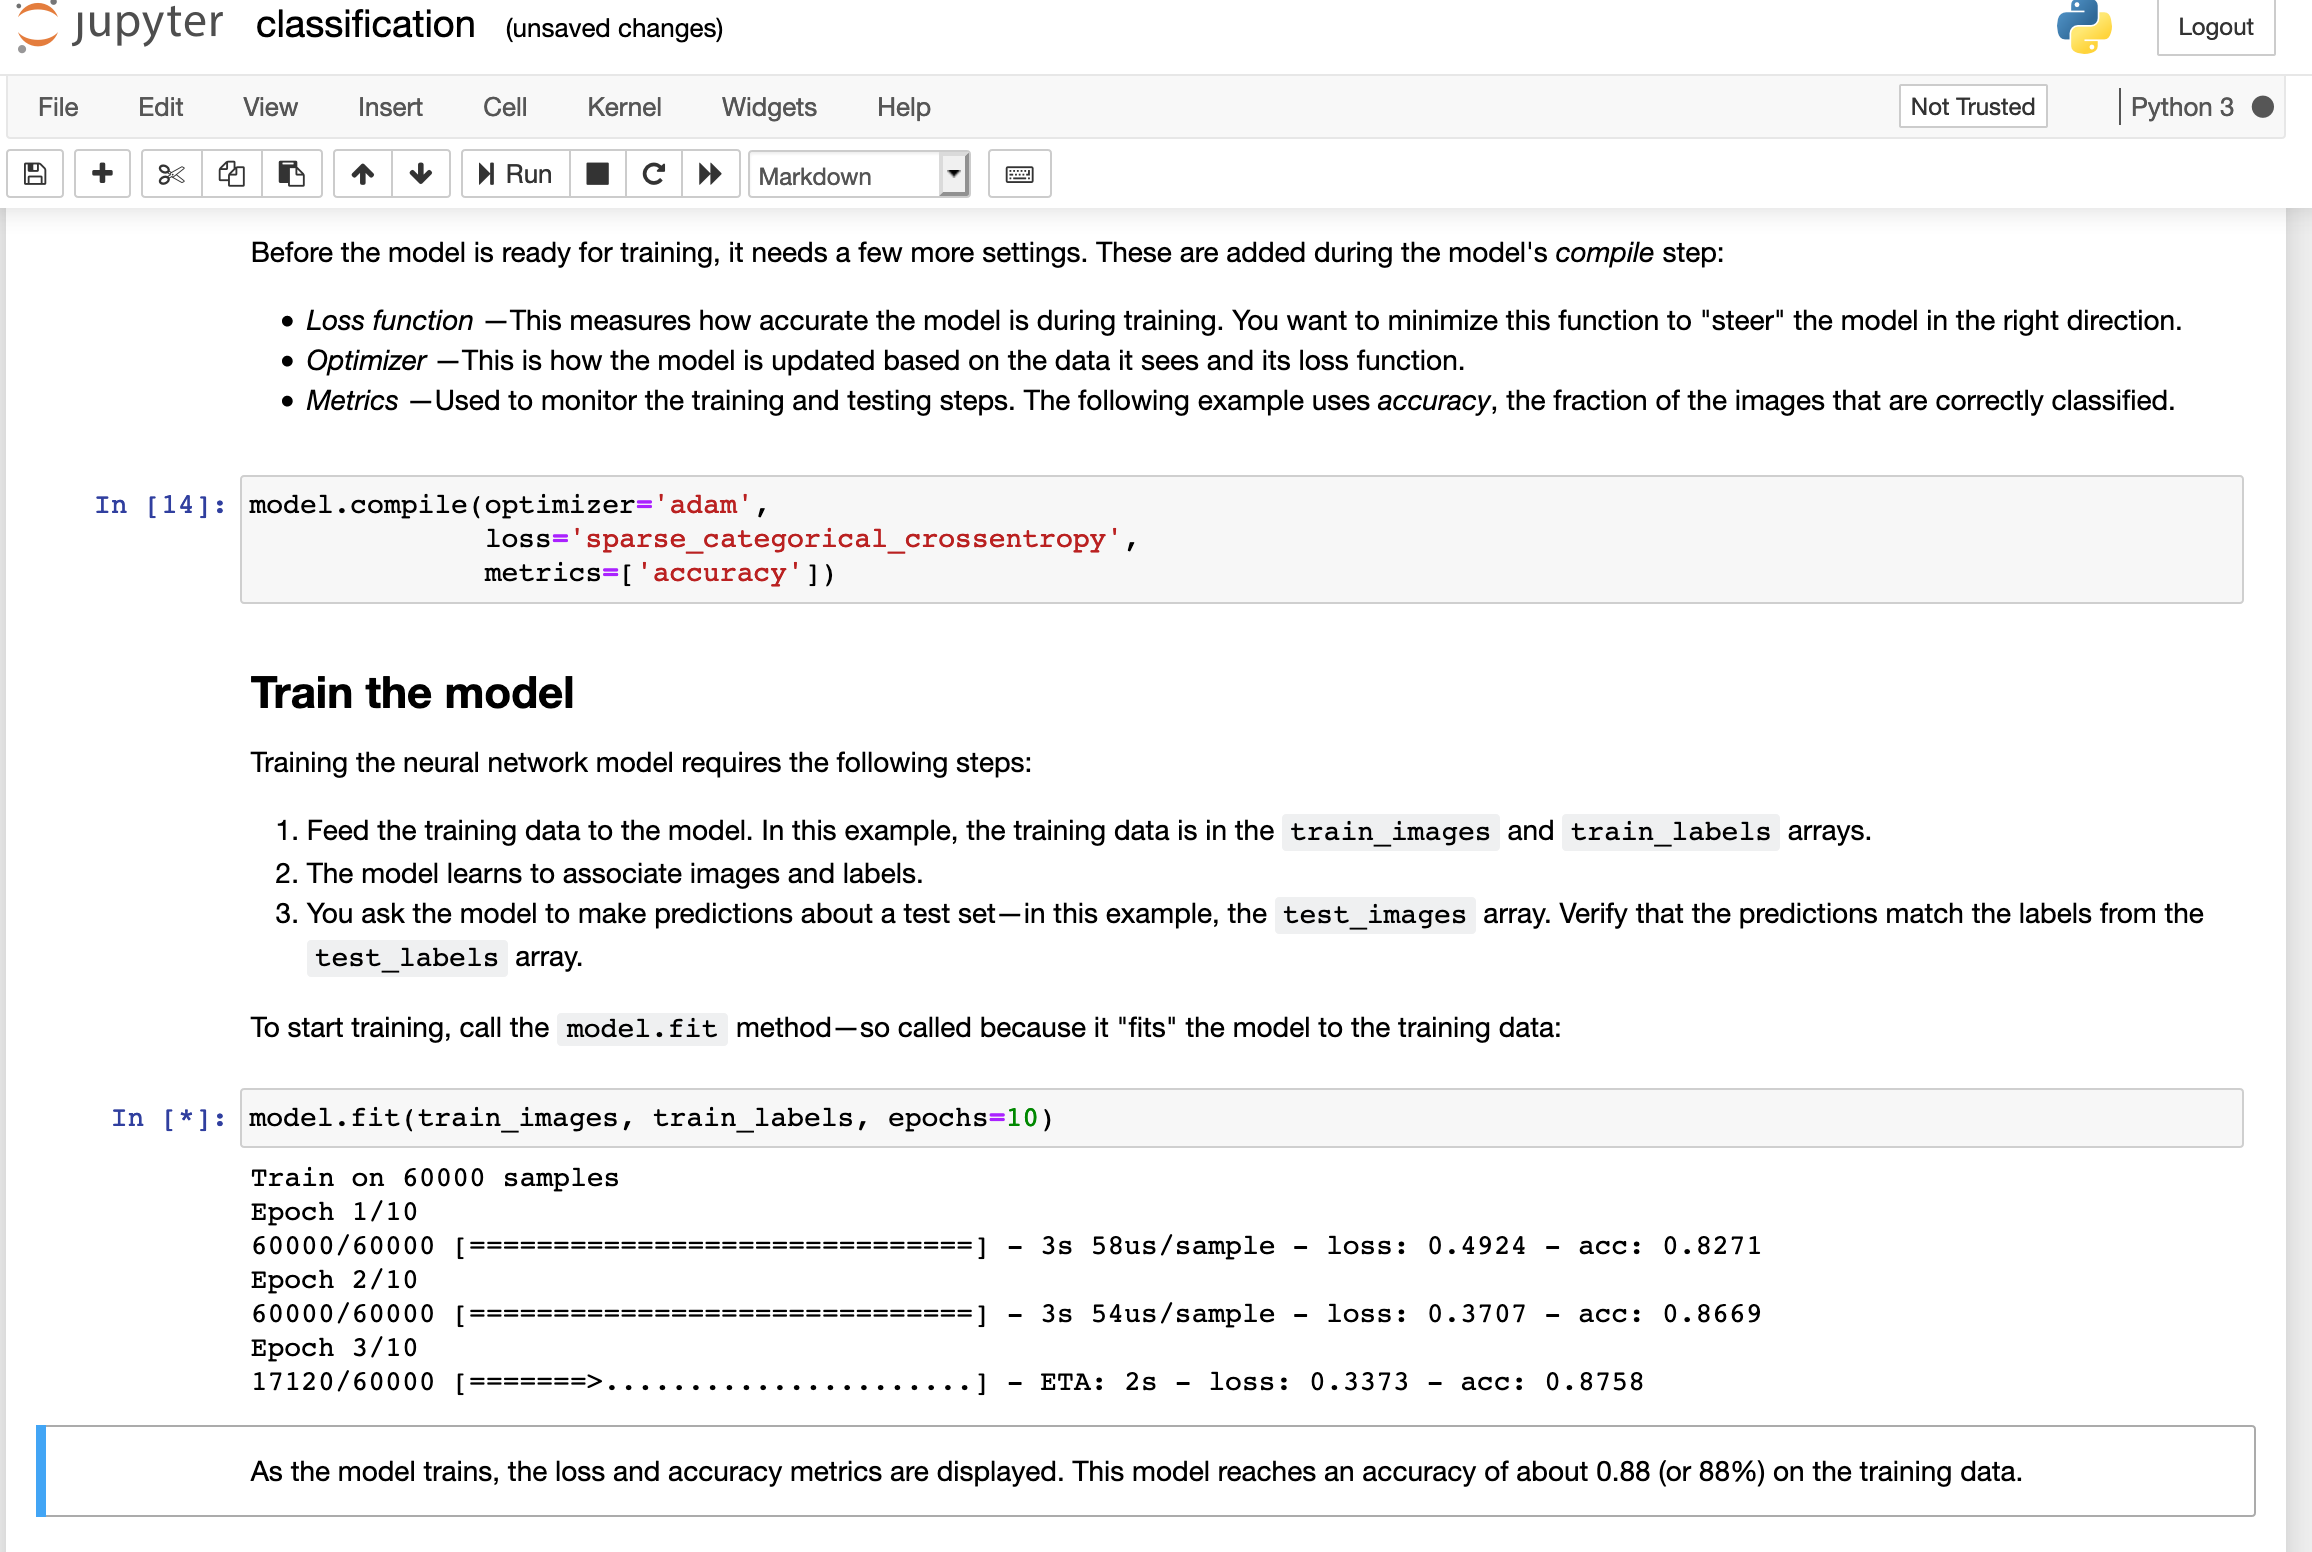 jupyter classification (unsaved changes) Logout
File Edit View Insert Cell Kernel Widgets Help Not Trusted Python 3
Run Markdown
Before the model is ready for training, it needs a few more settings. These are added during the model's compile step:
• Loss function —This measures how accurate the model is during training. You want to minimize this function to "steer" the model in the right direction.
• Optimizer —This is how the model is updated based on the data it sees and its loss function.
• Metrics —Used to monitor the training and testing steps. The following example uses accuracy, the fraction of the images that are correctly classified.
In [14]: model.compile(optimizer='adam',
loss='sparse_categorical_crossentropy',
metrics=['accuracy'])
Train the model
Training the neural network model requires the following steps:
1. Feed the training data to the model. In this example, the training data is in the train_images and train_labels arrays.
2. The model learns to associate images and labels.
3. You ask the model to make predictions about a test set—in this example, the test_images array. Verify that the predictions match the labels from the
test_labels array.
To start training, call the model.fit method—so called because it "fits" the model to the training data:
In [*]: model.fit(train_images, train_labels, epochs=10)
Train on 60000 samples
Epoch 1/10
60000/60000 [==============================] - 3s 58us/sample - loss: 0.4924 - acc: 0.8271
Epoch 2/10
60000/60000 [==============================] - 3s 54us/sample - loss: 0.3707 - acc: 0.8669
Epoch 3/10
17120/60000 [=======>......................] - ETA: 2s - loss: 0.3373 - acc: 0.8758
As the model trains, the loss and accuracy metrics are displayed. This model reaches an accuracy of about 0.88 (or 88%) on the training data.